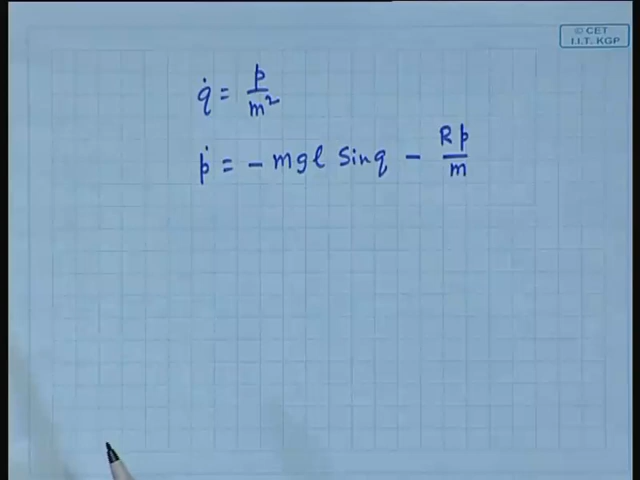 © CET
I.I.T. KGP
q̇ = p/m²
ṗ = - mgl Sinq - Rp/m